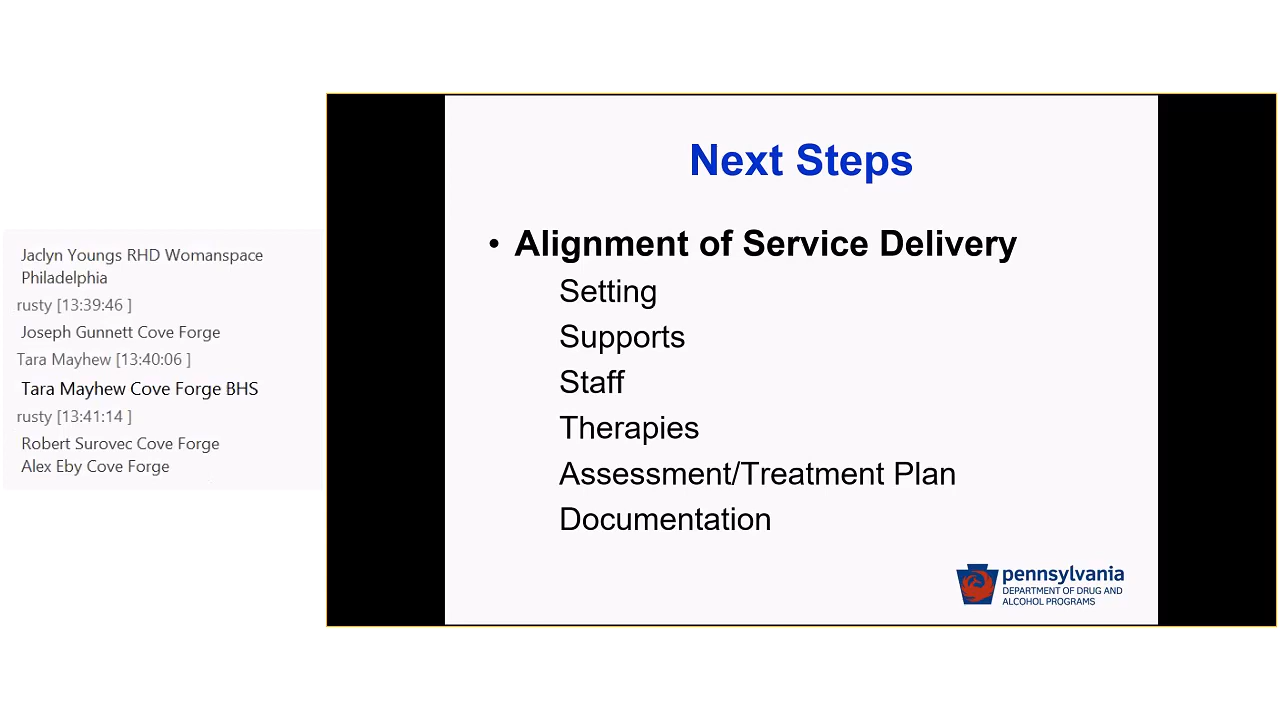 Jaclyn Youngs RHD Womanspace
Philadelphia
rusty [13:39:46 ]
Joseph Gunnett Cove Forge
Tara Mayhew [13:40:06 ]
Tara Mayhew Cove Forge BHS
rusty [13:41:14 ]
Robert Surovec Cove Forge
Alex Eby Cove Forge
Next Steps
• Alignment of Service Delivery
Setting
Supports
Staff
Therapies
Assessment/Treatment Plan
Documentation
pennsylvania
DEPARTMENT OF DRUG AND
ALCOHOL PROGRAMS